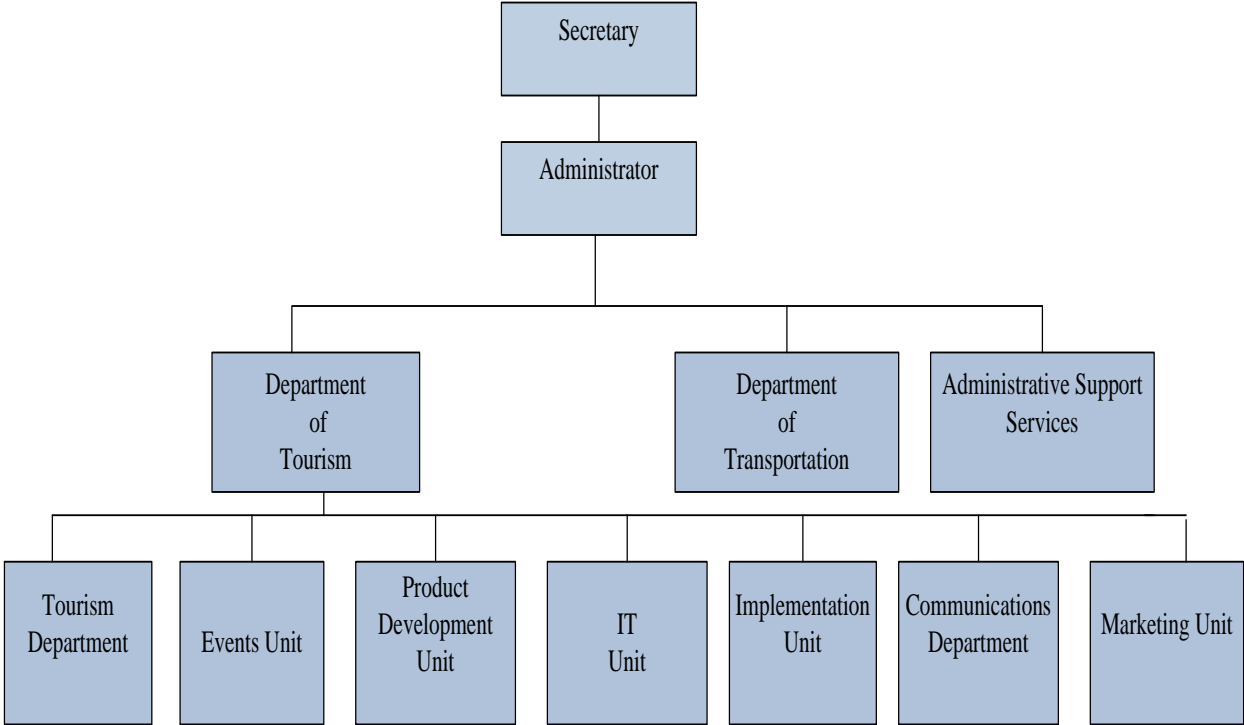 Secretary
Administrator
Department
of
Tourism
Department
of
Transportation
Administrative Support
Services
Tourism
Department
Events Unit
Product
Development
Unit
IT
Unit
Implementation
Unit
Communications
Department
Marketing Unit